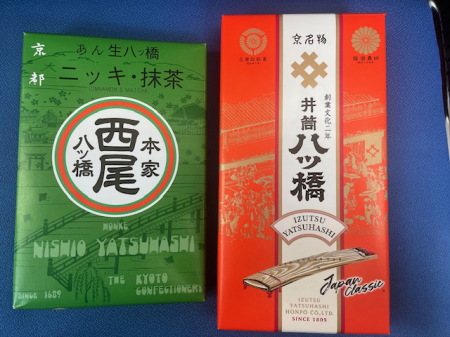 京都
あん生八ッ橋
ニッキ・抹茶
CINNAMON & MATCHA
本家
西尾
八ッ橋
HONKE
NISHIO YATSUHASHI
THE KYOTO
CONFECTIONERY
SINCE 1689
京名物
創業文化二年
井筒
八ッ橋
IZUTSU
YATSUHASHI
Japan
Classic
IZUTSU
YATSUHASHI
HONPO CO.,LTD.
SINCE 1805